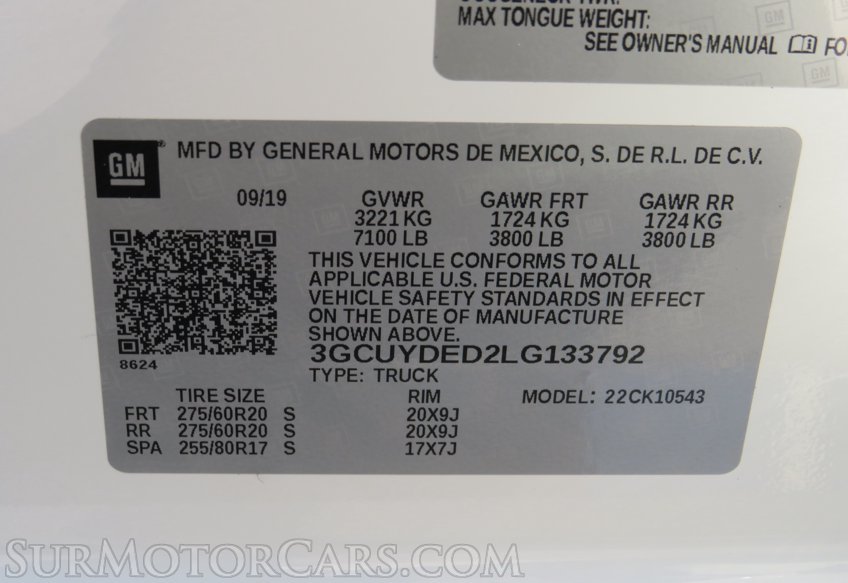 MAX TONGUE WEIGHT:
SEE OWNER'S MANUAL FO
GM
GM
GM ® MFD BY GENERAL MOTORS DE MEXICO, S. DE R.L. DE C.V.
09/19 GVWR GAWR FRT GAWR RR
3221 KG 1724 KG 1724 KG
7100 LB 3800 LB 3800 LB
THIS VEHICLE CONFORMS TO ALL
APPLICABLE U.S. FEDERAL MOTOR
VEHICLE SAFETY STANDARDS IN EFFECT
ON THE DATE OF MANUFACTURE
SHOWN ABOVE.
3GCUYDED2LG133792
8624
TYPE: TRUCK
TIRE SIZE RIM MODEL: 22CK10543
FRT 275/60R20 S 20X9J
RR 275/60R20 S 20X9J
SPA 255/80R17 S 17X7J
SURMOTORCARS.COM